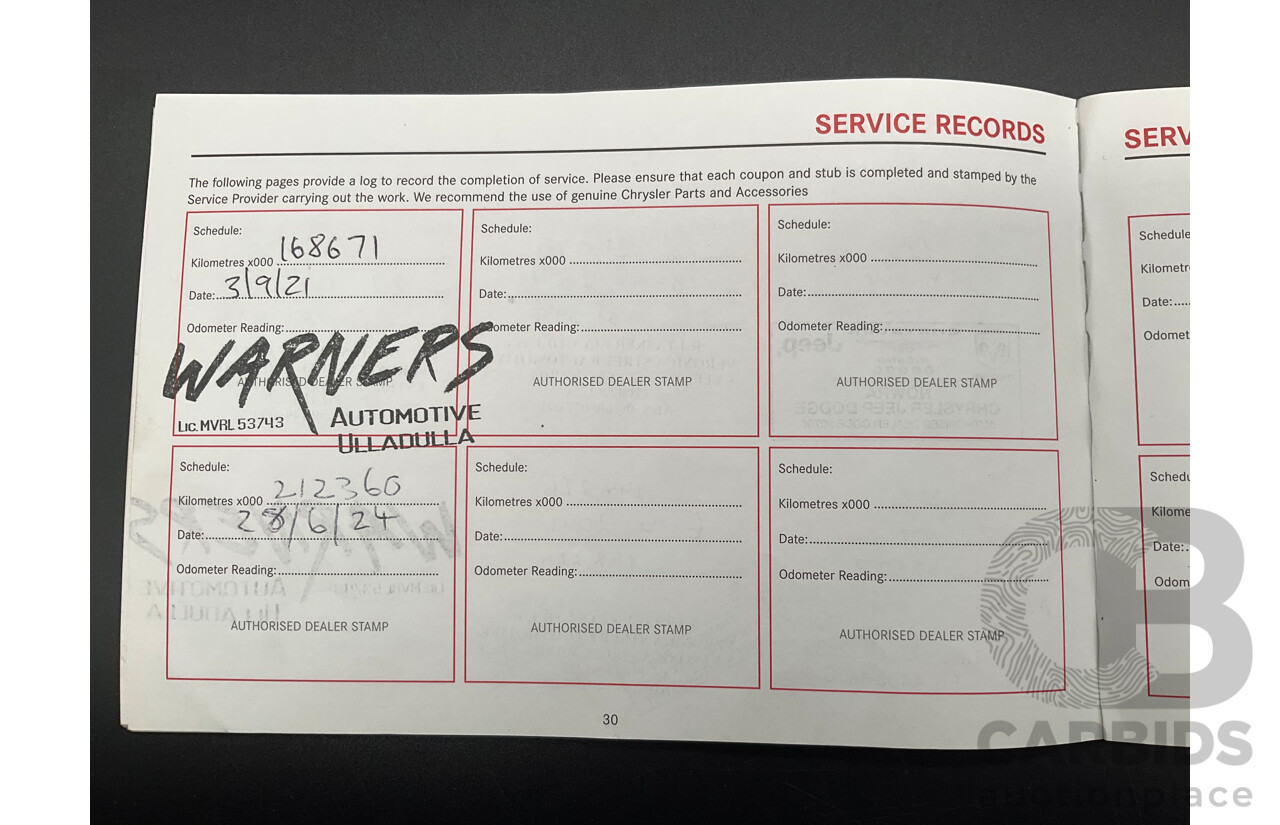 SERVICE RECORDS
The following pages provide a log to record the completion of service. Please ensure that each coupon and stub is completed and stamped by the
Service Provider carrying out the work. We recommend the use of genuine Chrysler Parts and Accessories
Schedule:
Kilometres x000 168671
Date: 3/9/21
Odometer Reading:
WARNERS
AUTHORISED DEALER STAMP
LIC. MVRL 53743
AUTOMOTIVE
ULLADULLA
Schedule:
Kilometres x000
Date:
Odometer Reading:
AUTHORISED DEALER STAMP
Schedule:
Kilometres x000
Date:
Odometer Reading:
AUTHORISED DEALER STAMP
Schedule:
Kilometres x000 212360
Date: 28/6/24
Odometer Reading:
AUTHORISED DEALER STAMP
Schedule:
Kilometres x000
Date:
Odometer Reading:
AUTHORISED DEALER STAMP
Schedule:
Kilometres x000
Date:
Odometer Reading:
AUTHORISED DEALER STAMP
30
SERV
Schedule
Kilometr
Date:
Odomet
Schedu
Kilome
Date:
Odom
CARBIDS
auctionplace